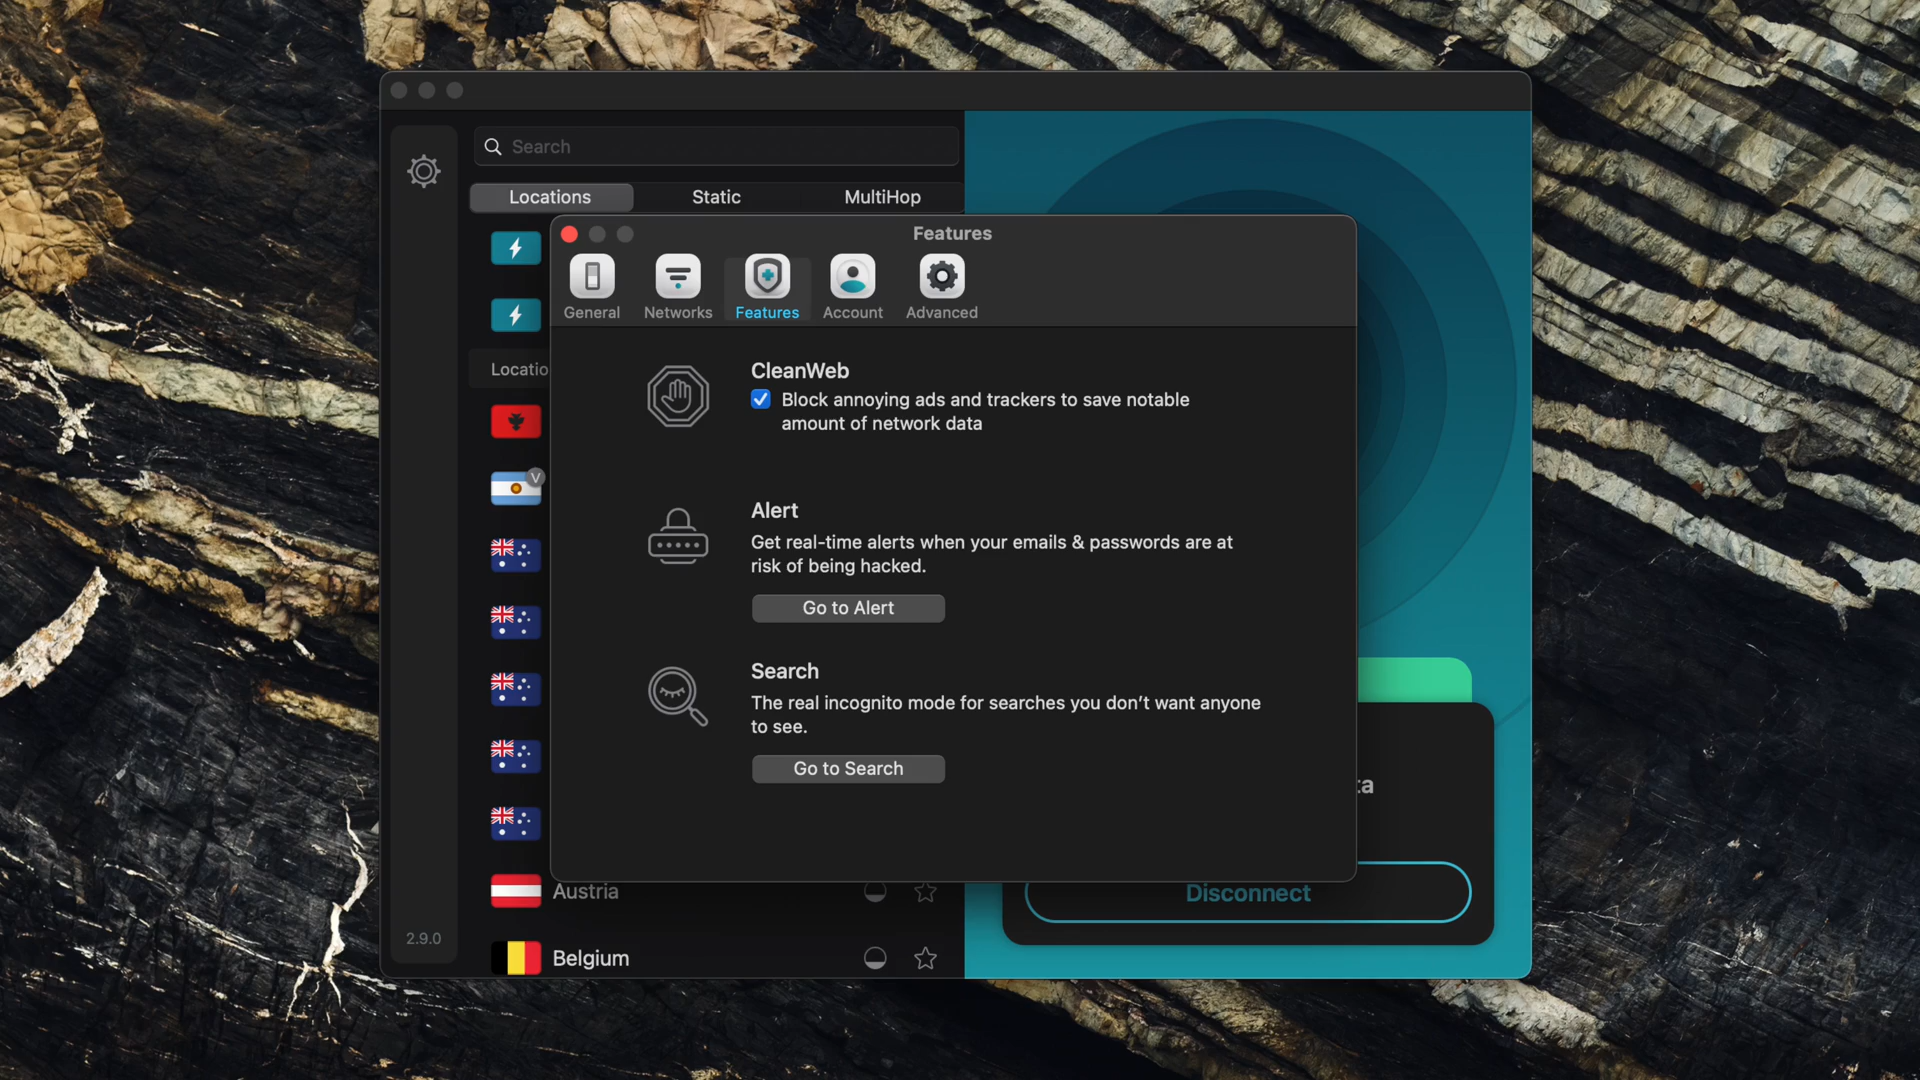 Search
Locations
Static
MultiHop
Features
General
Networks
Features
Account
Advanced
Locatio
V
CleanWeb
Block annoying ads and trackers to save notable
amount of network data
Alert
Get real-time alerts when your emails & passwords are at
risk of being hacked.
Go to Alert
Search
The real incognito mode for searches you don't want anyone
to see.
Go to Search
ta
Austria
Disconnect
2.9.0
Belgium